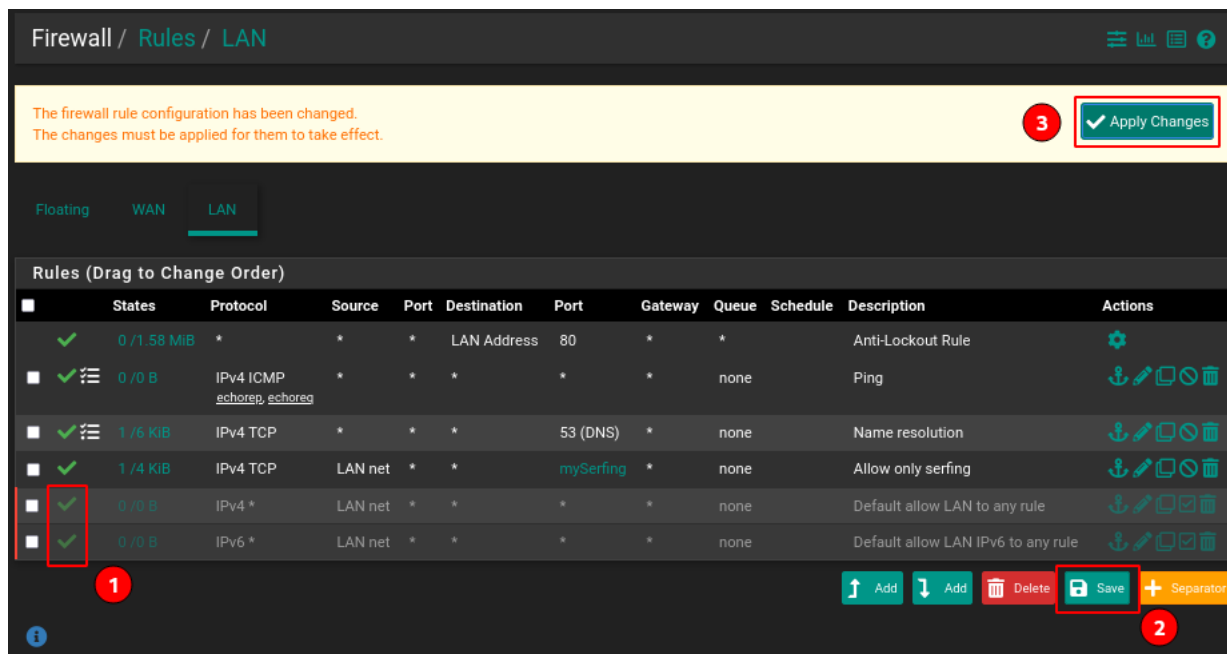 Firewall / Rules / LAN
The firewall rule configuration has been changed.
The changes must be applied for them to take effect.
3
Apply Changes
Floating WAN LAN
Rules (Drag to Change Order)
States Protocol Source Port Destination Port Gateway Queue Schedule Description Actions
0 /1.58 MiB * * * LAN Address 80 * * Anti-Lockout Rule
0 /0 B IPv4 ICMP * * * * * none Ping
echorep, echoreq
1 /6 KiB IPv4 TCP * * * 53 (DNS) * none Name resolution
1 /4 KiB IPv4 TCP LAN net * * mySerfing * none Allow only serfing
0 /0 B IPv4 * LAN net * * * * none Default allow LAN to any rule
0 /0 B IPv6 * LAN net * * * * none Default allow LAN IPv6 to any rule
1
Add Add Delete Save Separator
2